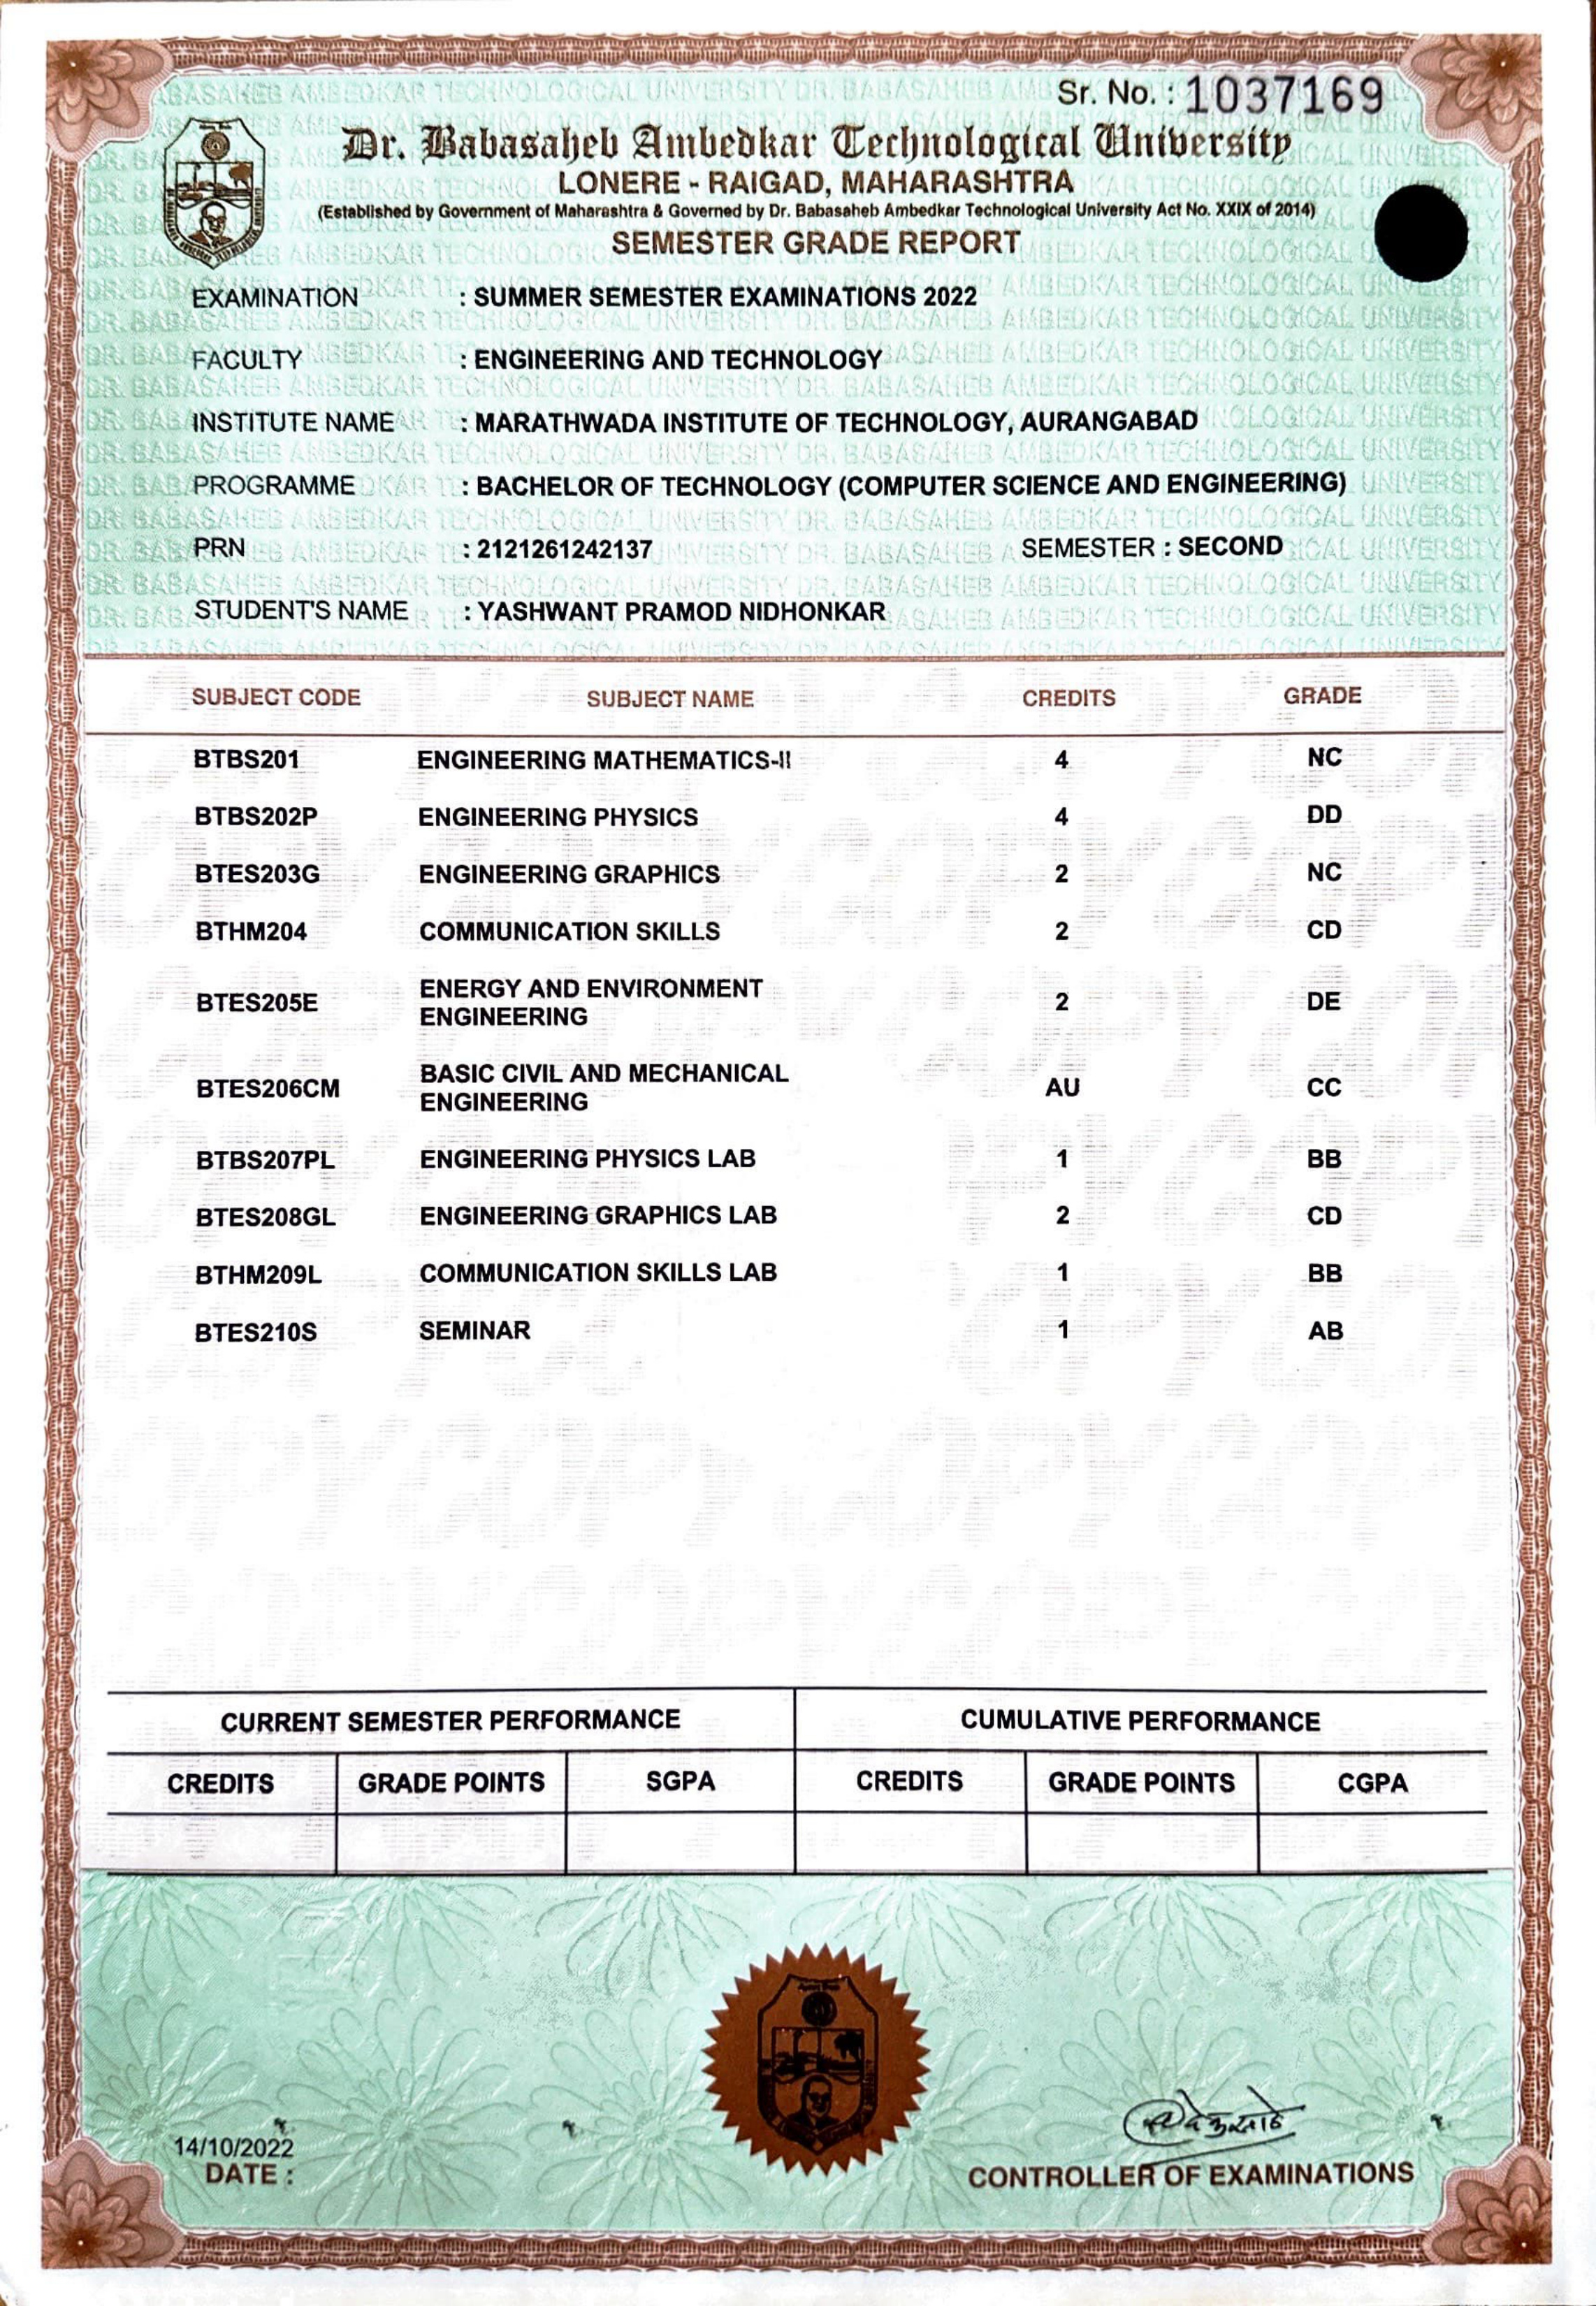 Sr. No. : 1037169
Dr. Babasaheb Ambedkar Technological University
LONERE - RAIGAD, MAHARASHTRA
(Established by Government of Maharashtra & Governed by Dr. Babasaheb Ambedkar Technological University Act No. XXIX of 2014)
SEMESTER GRADE REPORT
EXAMINATION : SUMMER SEMESTER EXAMINATIONS 2022
FACULTY : ENGINEERING AND TECHNOLOGY
INSTITUTE NAME : MARATHWADA INSTITUTE OF TECHNOLOGY, AURANGABAD
PROGRAMME : BACHELOR OF TECHNOLOGY (COMPUTER SCIENCE AND ENGINEERING)
PRN : 2121261242137 SEMESTER : SECOND
STUDENT'S NAME : YASHWANT PRAMOD NIDHONKAR
SUBJECT CODE SUBJECT NAME CREDITS GRADE
BTBS201 ENGINEERING MATHEMATICS-II 4 NC
BTBS202P ENGINEERING PHYSICS 4 DD
BTES203G ENGINEERING GRAPHICS 2 NC
BTHM204 COMMUNICATION SKILLS 2 CD
BTES205E ENERGY AND ENVIRONMENT
ENGINEERING 2 DE
BTES206CM BASIC CIVIL AND MECHANICAL
ENGINEERING AU CC
BTBS207PL ENGINEERING PHYSICS LAB 1 BB
BTES208GL ENGINEERING GRAPHICS LAB 2 CD
BTHM209L COMMUNICATION SKILLS LAB 1 BB
BTES210S SEMINAR 1 AB
CURRENT SEMESTER PERFORMANCE CUMULATIVE PERFORMANCE
CREDITS GRADE POINTS SGPA CREDITS GRADE POINTS CGPA
14/10/2022
DATE :
CONTROLLER OF EXAMINATIONS